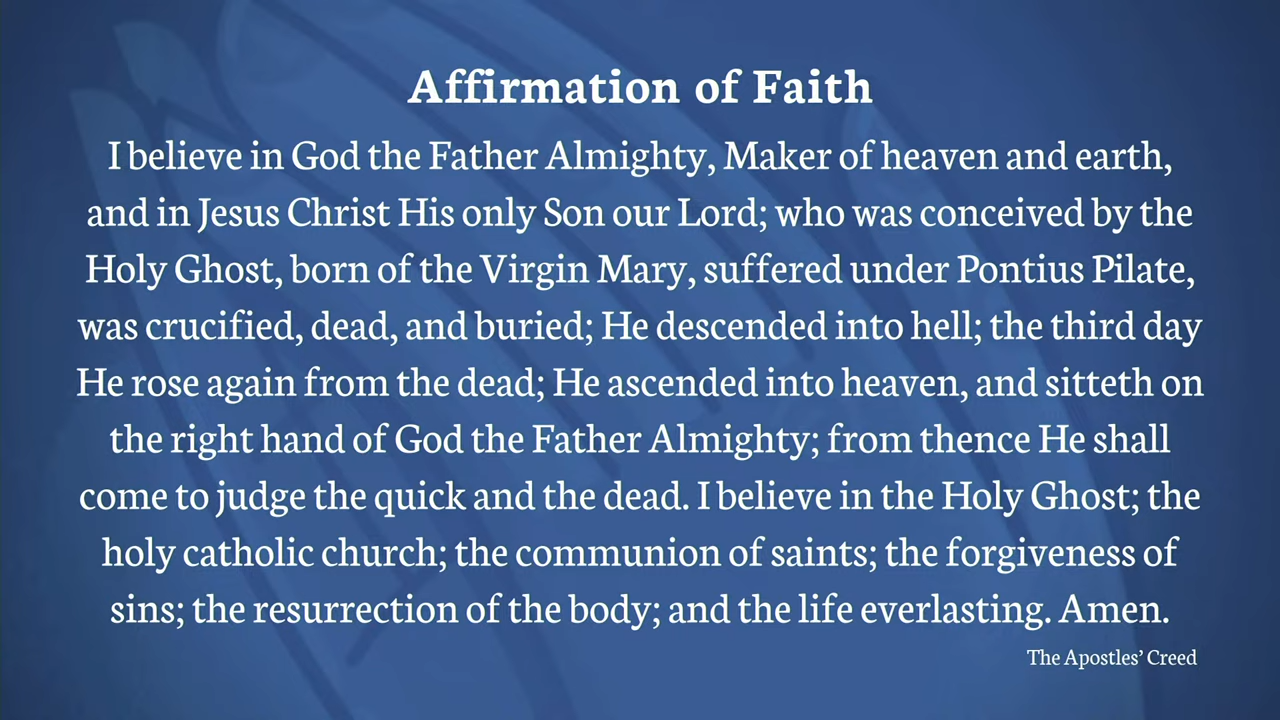 Affirmation of Faith
I believe in God the Father Almighty, Maker of heaven and earth,
and in Jesus Christ His only Son our Lord; who was conceived by the
Holy Ghost, born of the Virgin Mary, suffered under Pontius Pilate,
was crucified, dead, and buried; He descended into hell; the third day
He rose again from the dead; He ascended into heaven, and sitteth on
the right hand of God the Father Almighty; from thence He shall
come to judge the quick and the dead. I believe in the Holy Ghost; the
holy catholic church; the communion of saints; the forgiveness of
sins; the resurrection of the body; and the life everlasting. Amen.
The Apostles’ Creed